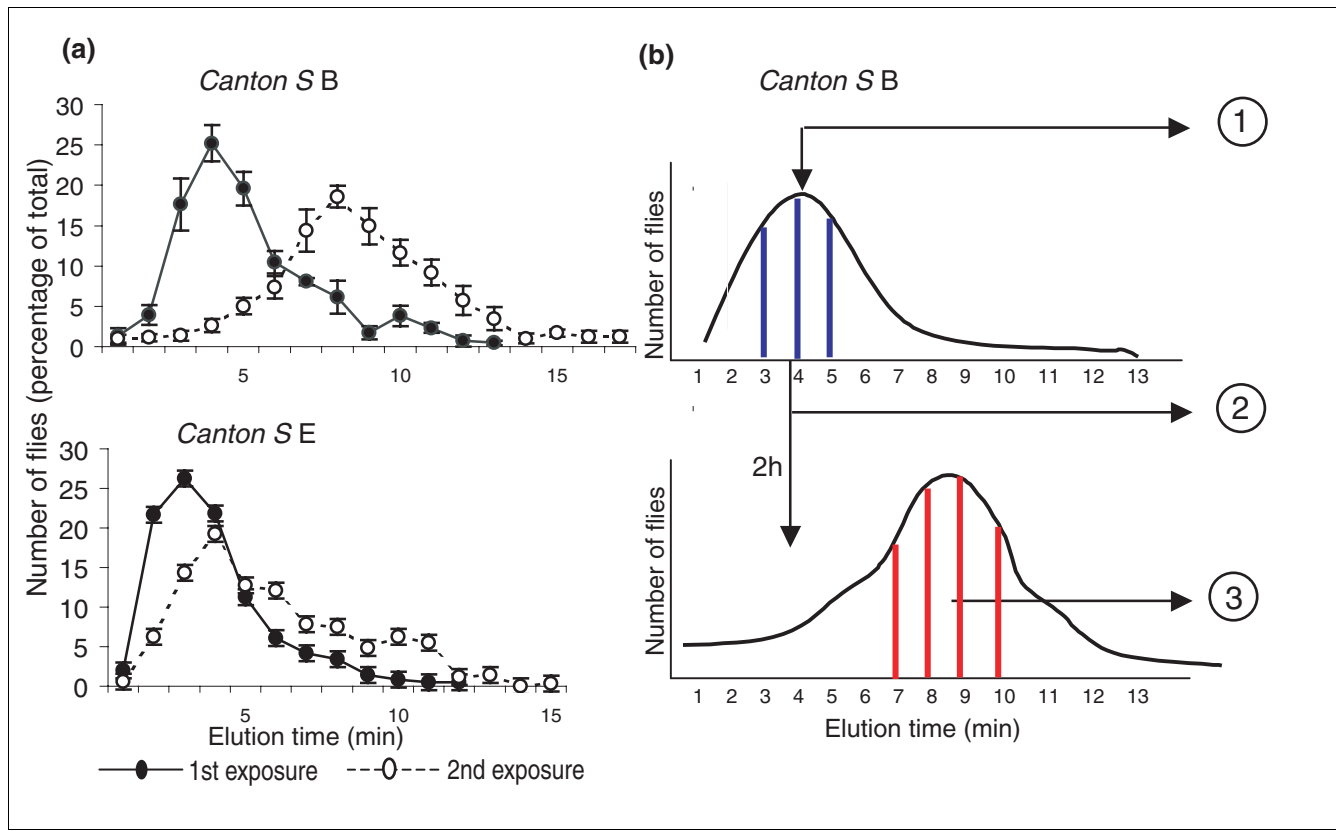 (a)
Canton S B
30
25
20
15
10
5
0
5 10 15
Canton S E
30
25
20
15
10
5
0
5 10 15
Number of flies (percentage of total)
Elution time (min)
1st exposure 2nd exposure
(b)
Canton S B
1
Number of flies
1 2 3 4 5 6 7 8 9 10 11 12 13
2
2h
Number of flies
3
1 2 3 4 5 6 7 8 9 10 11 12 13
Elution time (min)